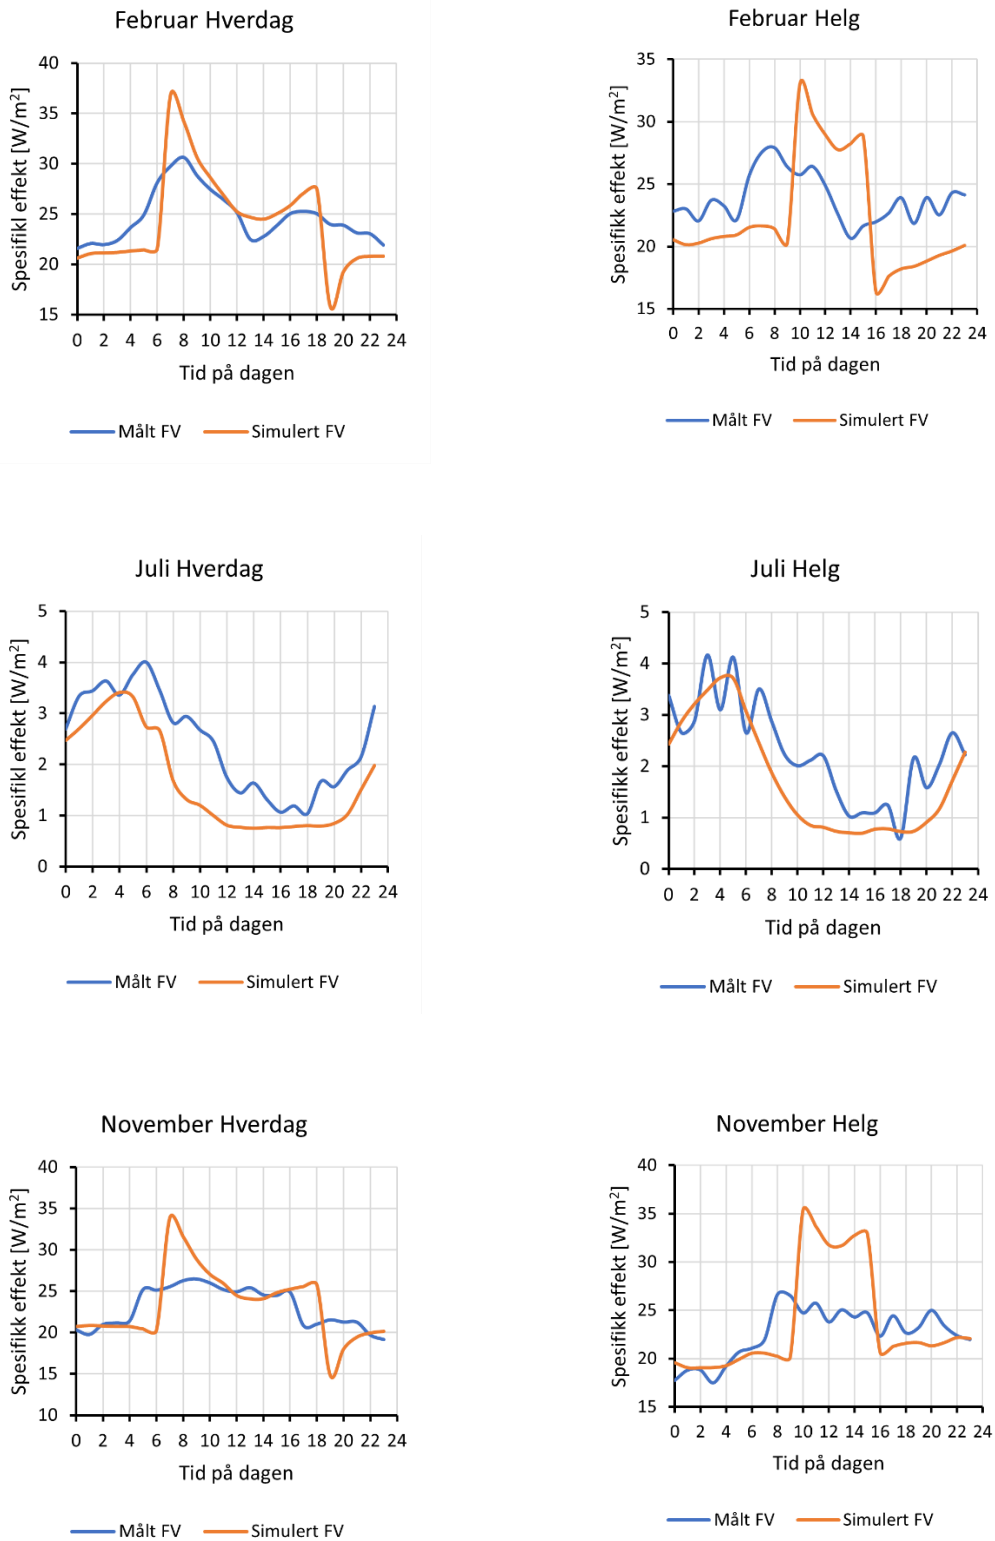 Februar Hverdag
Spesifikl effekt [W/m²]
40
35
30
25
20
15
0 2 4 6 8 10 12 14 16 18 20 22 24
Tid på dagen
Målt FV Simulert FV
Februar Helg
Spesifikk effekt [W/m²]
35
30
25
20
15
0 2 4 6 8 10 12 14 16 18 20 22 24
Tid på dagen
Målt FV Simulert FV
Juli Hverdag
Spesifikl effekt [W/m²]
5
4
3
2
1
0
0 2 4 6 8 10 12 14 16 18 20 22 24
Tid på dagen
Målt FV Simulert FV
Juli Helg
Spesifikk effekt [W/m²]
5
4
3
2
1
0
0 2 4 6 8 10 12 14 16 18 20 22 24
Tid på dagen
Målt FV Simulert FV
November Hverdag
Spesifikk effekt [W/m²]
40
35
30
25
20
15
10
0 2 4 6 8 10 12 14 16 18 20 22 24
Tid på dagen
Målt FV Simulert FV
November Helg
Spesifikk effekt [W/m²]
40
35
30
25
20
15
0 2 4 6 8 10 12 14 16 18 20 22 24
Tid på dagen
Målt FV Simulert FV